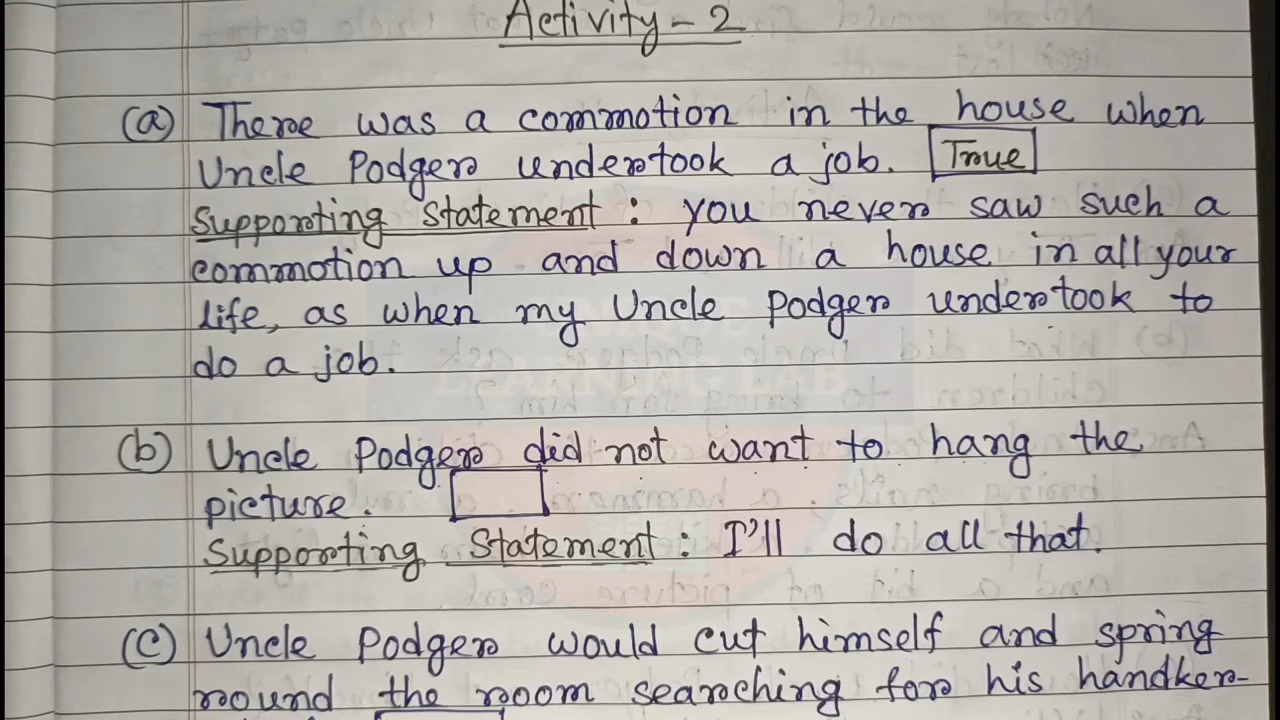 Activity - 2
(a) There was a commotion in the house when
Uncle Podger undertook a job. True
Supporting Statement : you never saw such a
commotion up and down a house in all your
life, as when my Uncle Podger undertook to
do a job.
(b) Uncle Podger did not want to hang the
picture.
Supporting Statement : I'll do all that.
(c) Uncle Podger would cut himself and spring
round the room searching for his handker-